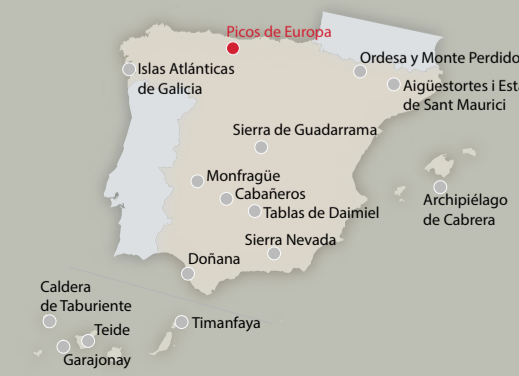 Picos de Europa
Ordesa y Monte Perdido
Islas Atlánticas
de Galicia
Aigüestortes i Esta
de Sant Maurici
Sierra de Guadarrama
Monfragüe
Cabañeros
Tablas de Daimiel
Archipiélago
de Cabrera
Sierra Nevada
Doñana
Caldera
de Taburiente
Teide
Timanfaya
Garajonay